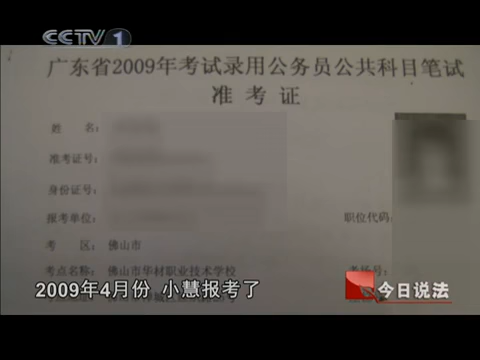 CCTV 1
广东省2009年考试录用公务员公共科目笔试
准考证
姓 名:
准考证号:
身份证号:
报考单位:
职位代码:
考 区: 佛山市
考点名称: 佛山市华材职业技术学校
考场号:
2009年4月份 小慧报考了
今日说法